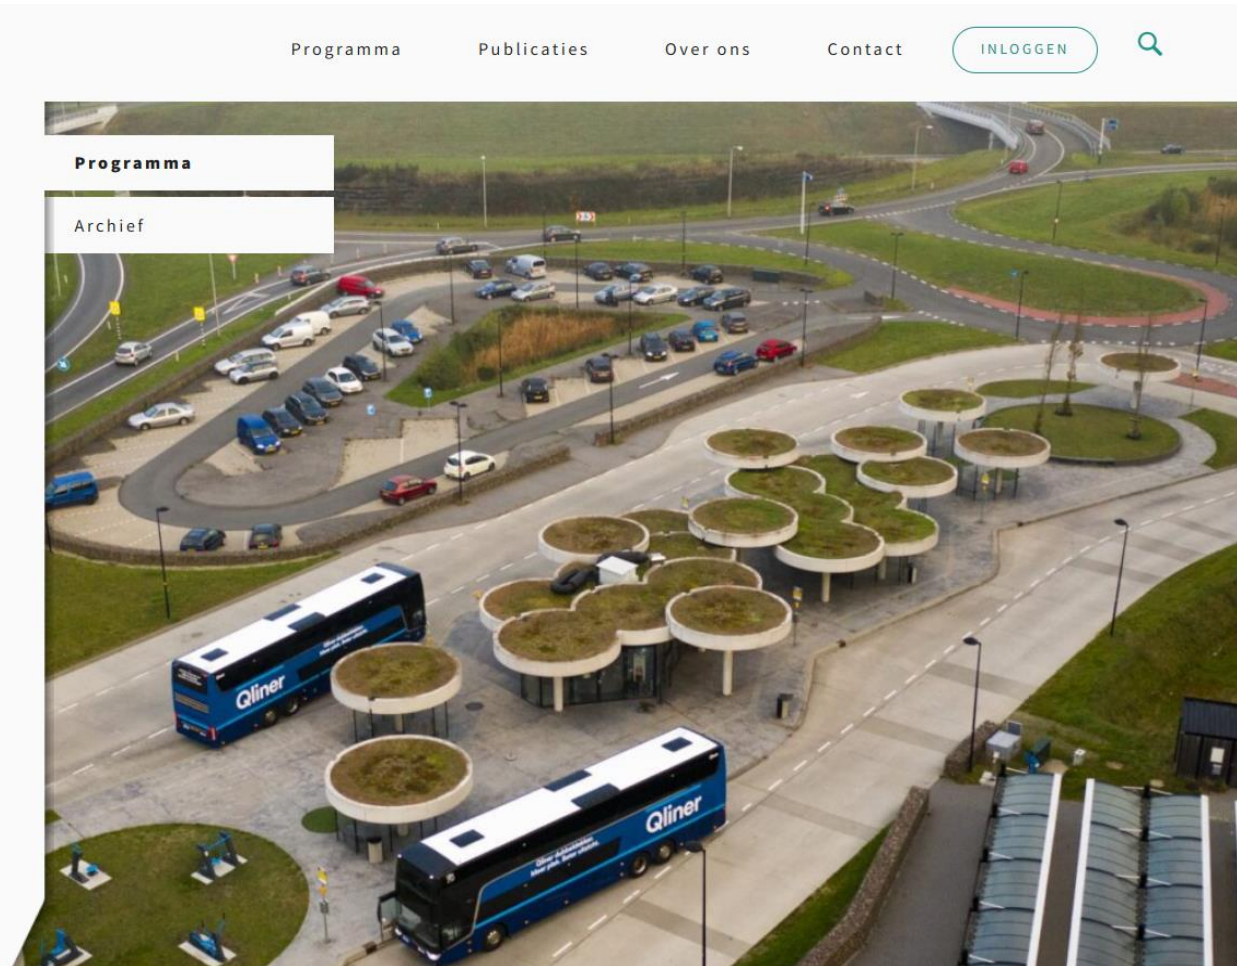 Programma
Publicaties
Over ons
Contact
INLOGGEN
Programma
Archief
Qliner
Qliner